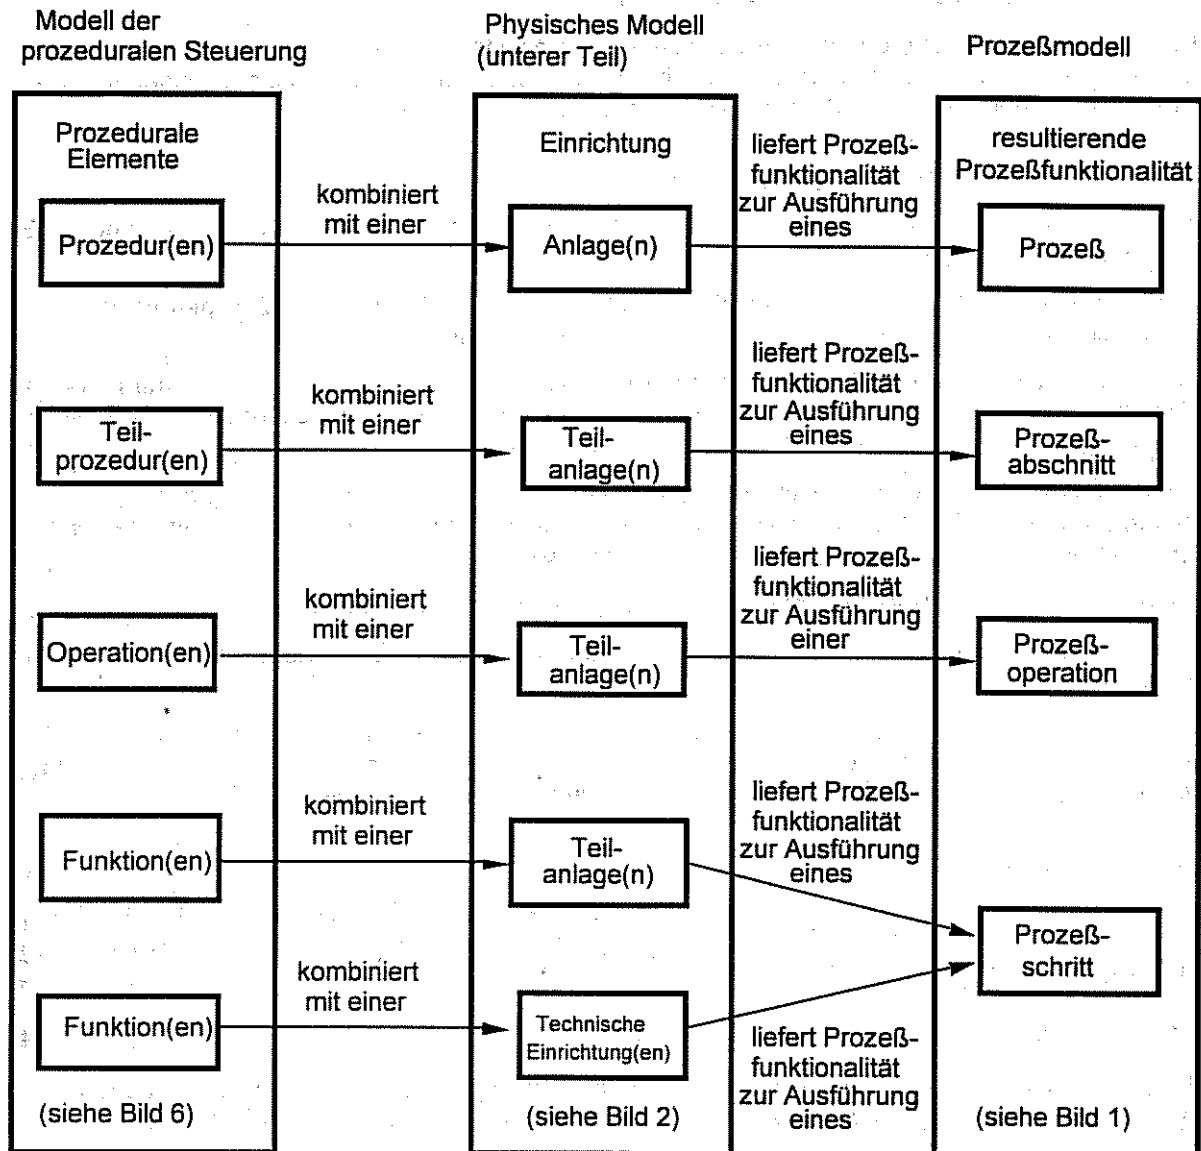 Modell der
prozeduralen Steuerung
Physisches Modell
(unterer Teil)
Prozeßmodell
Prozedurale
Elemente
Einrichtung
resultierende
Prozeßfunktionalität
Prozedur(en)
kombiniert
mit einer
Anlage(n)
liefert Prozeß-
funktionalität
zur Ausführung
eines
Prozeß
Teil-
prozedur(en)
kombiniert
mit einer
Teil-
anlage(n)
liefert Prozeß-
funktionalität
zur Ausführung
eines
Prozeß-
abschnitt
Operation(en)
kombiniert
mit einer
Teil-
anlage(n)
liefert Prozeß-
funktionalität
zur Ausführung
einer
Prozeß-
operation
Funktion(en)
kombiniert
mit einer
Teil-
anlage(n)
liefert Prozeß-
funktionalität
zur Ausführung
eines
Prozeß-
schritt
Funktion(en)
kombiniert
mit einer
Technische
Einrichtung(en)
liefert Prozeß-
funktionalität
zur Ausführung
eines
(siehe Bild 6)
(siehe Bild 2)
(siehe Bild 1)